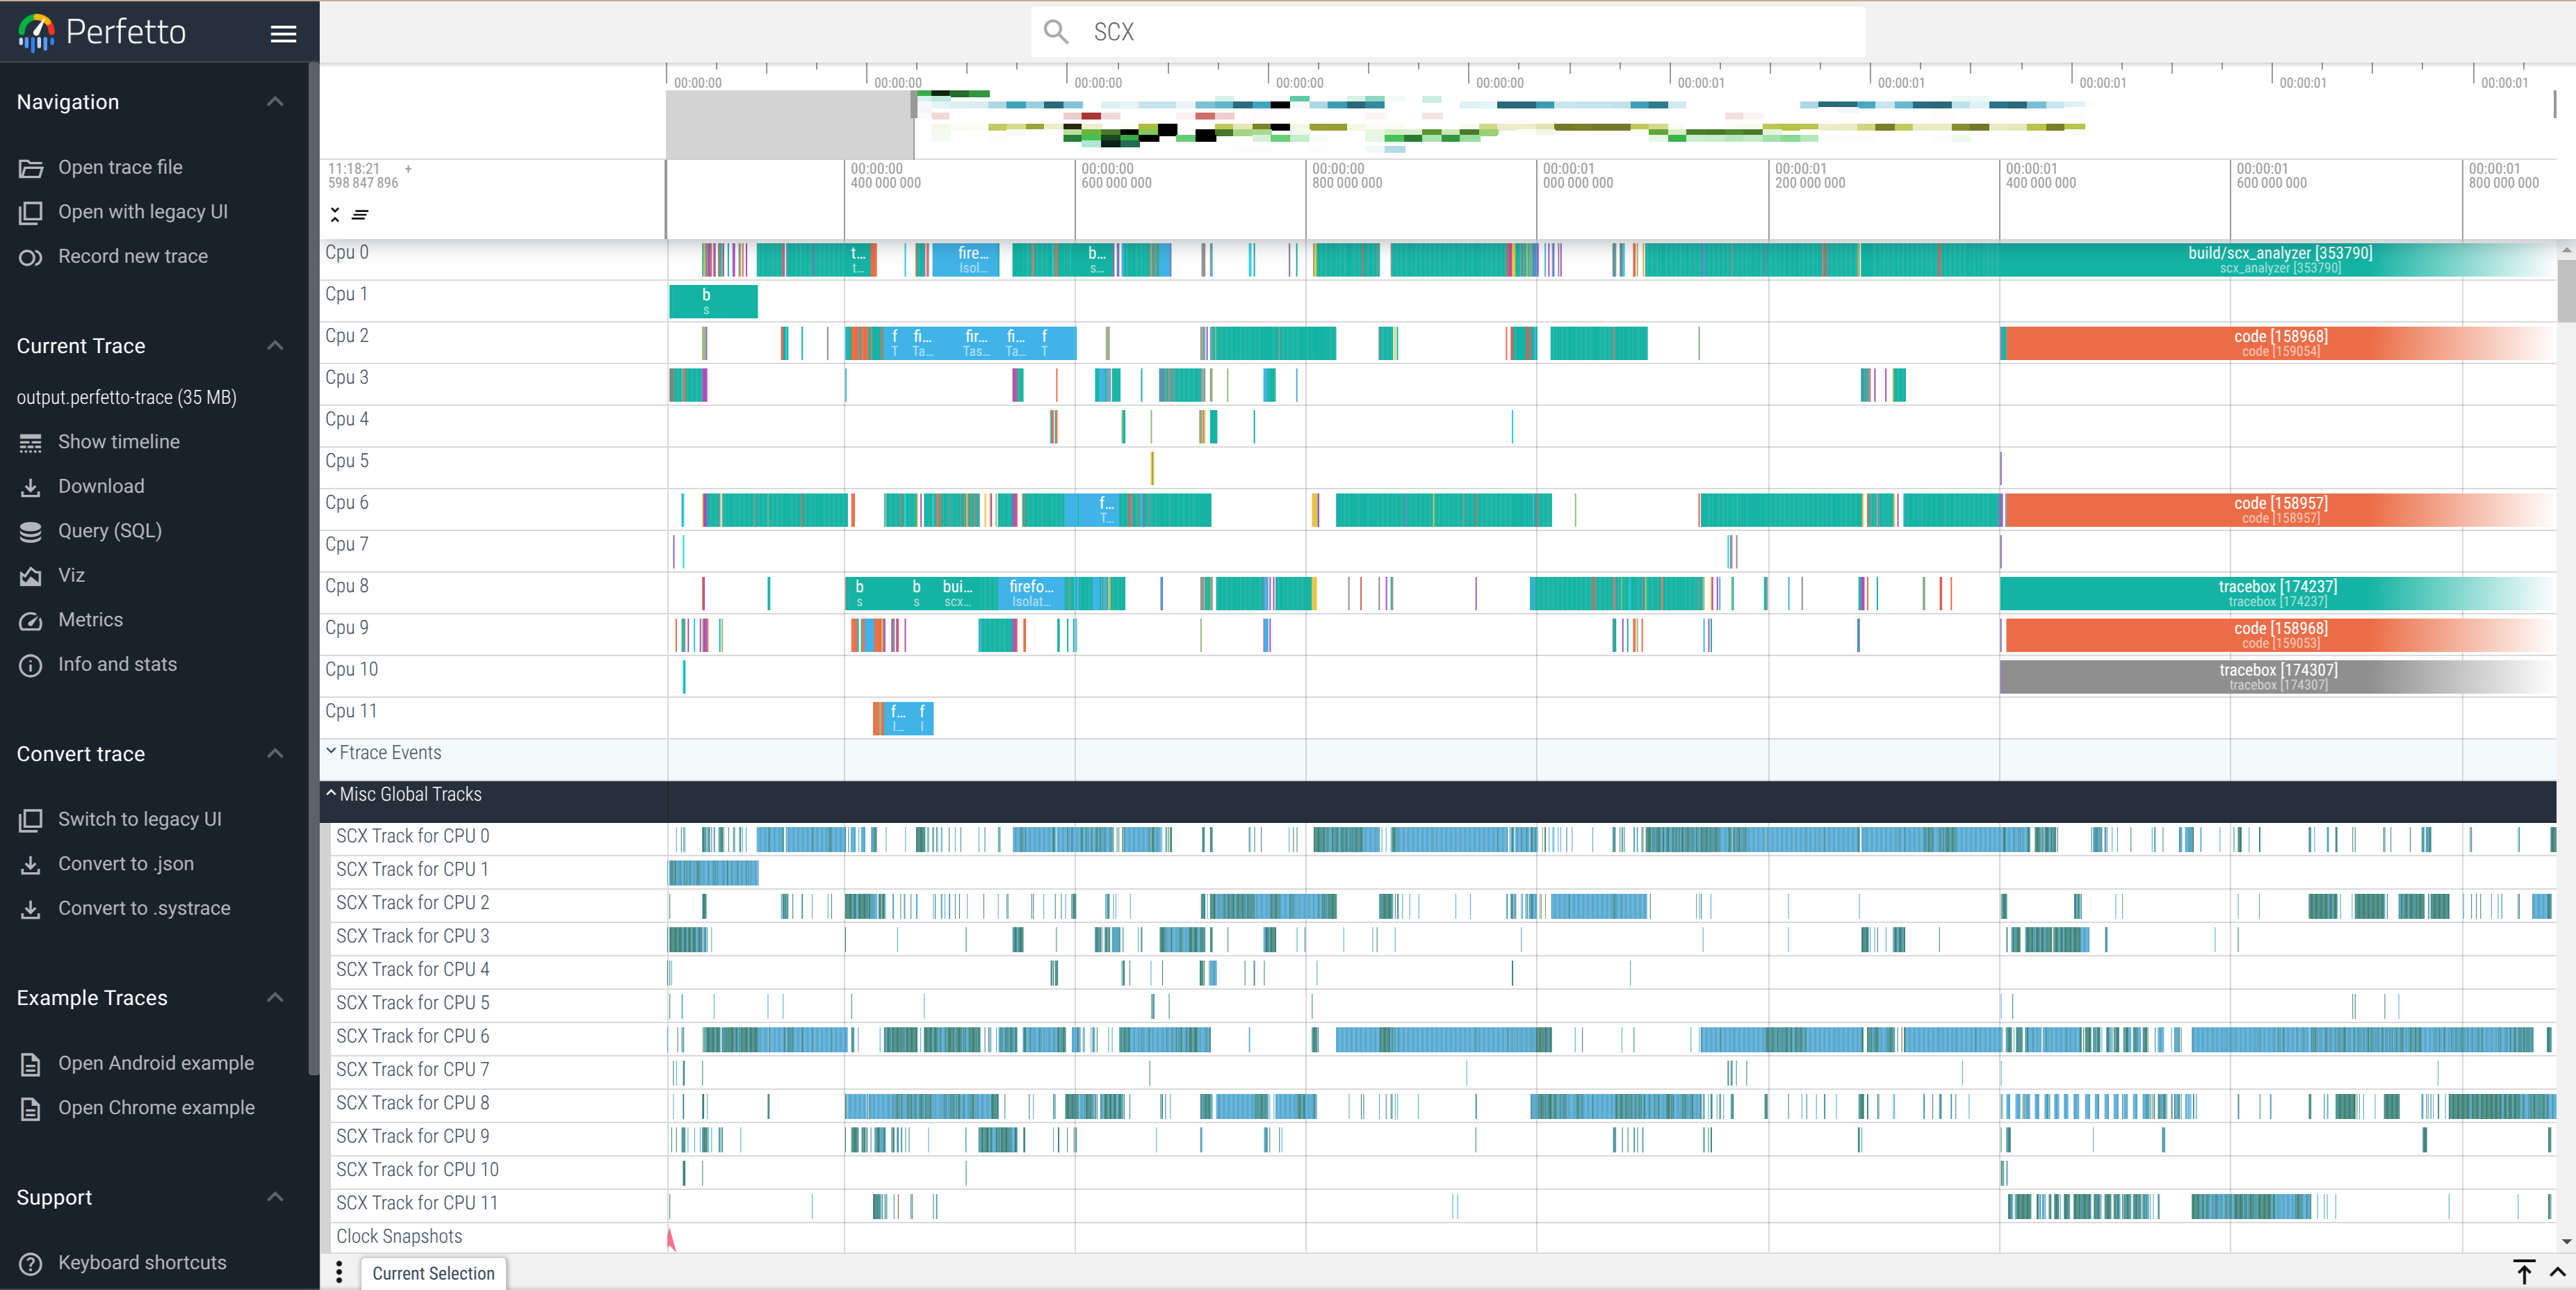 Perfetto
SCX
Navigation
Open trace file
Open with legacy UI
Record new trace
Current Trace
output.perfetto-trace (35 MB)
Show timeline
Download
Query (SQL)
Viz
Metrics
Info and stats
Convert trace
Switch to legacy UI
Convert to .json
Convert to .systrace
Example Traces
Open Android example
Open Chrome example
Support
Keyboard shortcuts
00:00:00 00:00:00 00:00:00 00:00:00 00:00:00 00:00:01 00:00:01 00:00:01 00:00:01 00:00:01
11:18:21 + 00:00:00 00:00:00 00:00:00 00:00:01 00:00:01 00:00:01 00:00:01 00:00:01
598 847 896 400 000 000 600 000 000 800 000 000 000 000 000 200 000 000 400 000 000 600 000 000 800 000 000
Cpu 0 t... fire... b... build/scx_analyzer [353790]
t... Isol... s... scx_analyzer [353790]
Cpu 1 b
s
Cpu 2 f fi... fir... fi... f code [158968]
T Ta... Tas... Ta... T code [159054]
Cpu 3
Cpu 4
Cpu 5
Cpu 6 f... code [158957]
T... code [158957]
Cpu 7
Cpu 8 b b bui... firefo... tracebox [174237]
s s scx... Isolat... tracebox [174237]
Cpu 9 code [158968]
code [159053]
Cpu 10 tracebox [174307]
tracebox [174307]
Cpu 11 f... f
I... I
Ftrace Events
Misc Global Tracks
SCX Track for CPU 0
SCX Track for CPU 1
SCX Track for CPU 2
SCX Track for CPU 3
SCX Track for CPU 4
SCX Track for CPU 5
SCX Track for CPU 6
SCX Track for CPU 7
SCX Track for CPU 8
SCX Track for CPU 9
SCX Track for CPU 10
SCX Track for CPU 11
Clock Snapshots
Current Selection